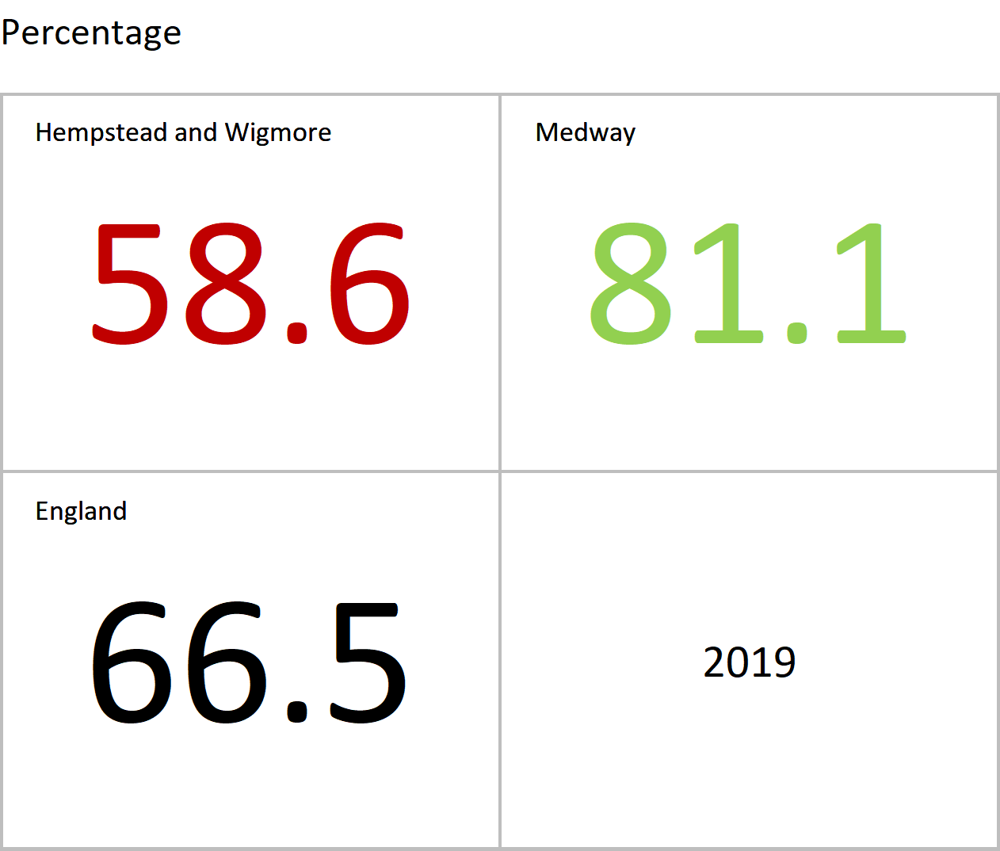 Percentage
Hempstead and Wigmore
58.6
Medway
81.1
England
66.5
2019